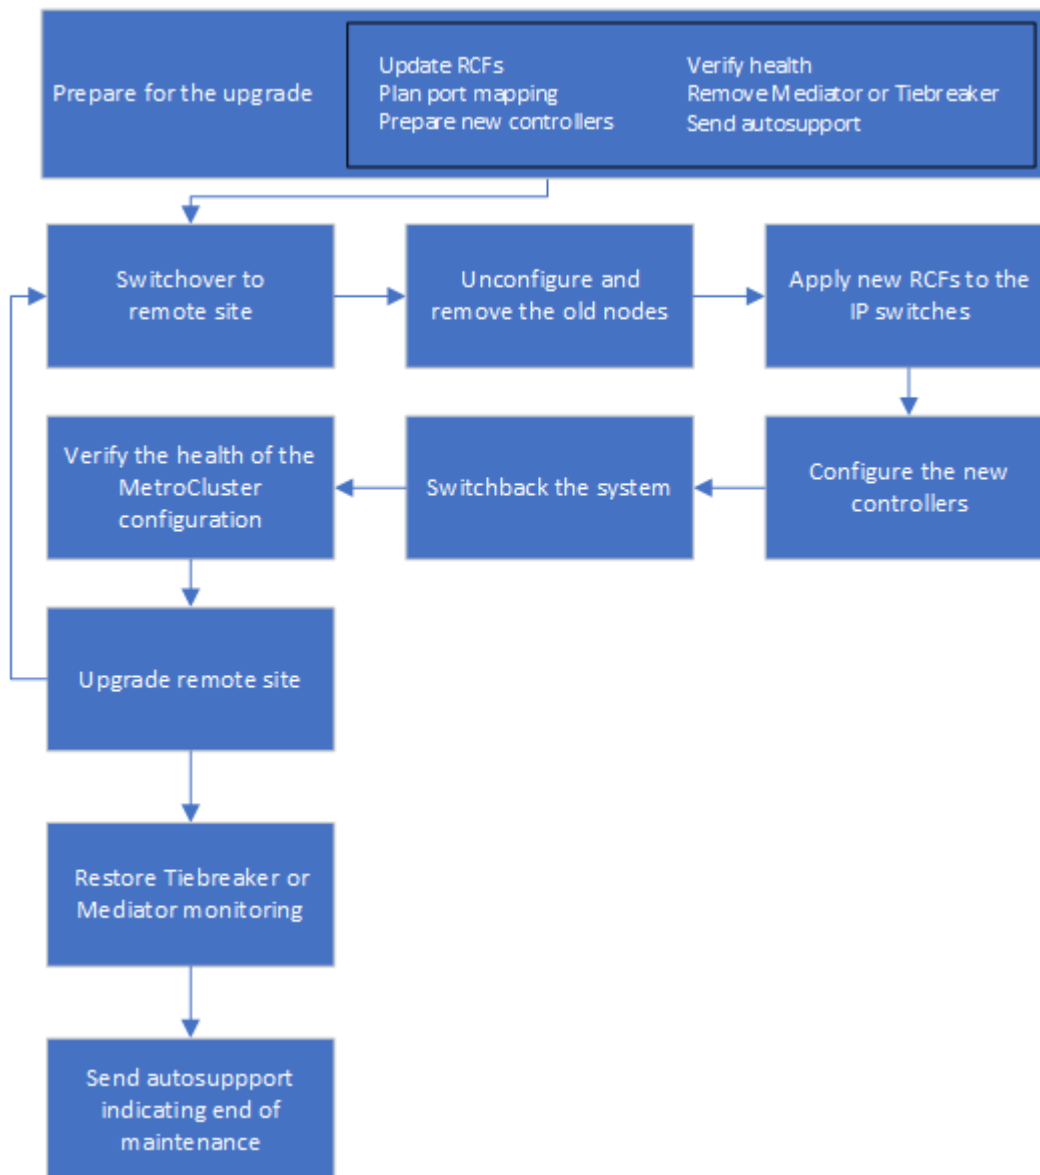 Prepare for the upgrade
Update RCFs
Plan port mapping
Prepare new controllers
Verify health
Remove Mediator or Tiebreaker
Send autosupport
Switchover to
remote site
Unconfigure and
remove the old nodes
Apply new RCFs to the
IP switches
Verify the health of the
MetroCluster
configuration
Switchback the system
Configure the new
controllers
Upgrade remote site
Restore Tiebreaker or
Mediator monitoring
Send autosuppport
indicating end of
maintenance